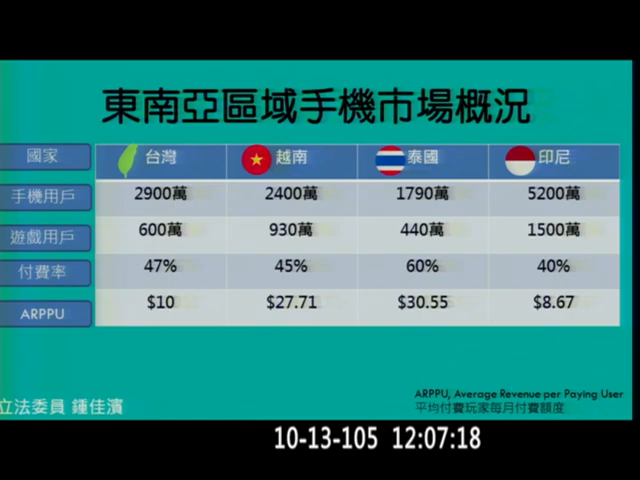 東南亞區域手機市場概況
國家 台灣 越南 泰國 印尼
手機用戶 2900萬 2400萬 1790萬 5200萬
遊戲用戶 600萬 930萬 440萬 1500萬
付費率 47% 45% 60% 40%
ARPPU $10 $27.71 $30.55 $8.67
ARPPU, Average Revenue per Paying User
立法委員 鍾佳濱 平均付費玩家每月付費額度
10-13-105 12:07:18